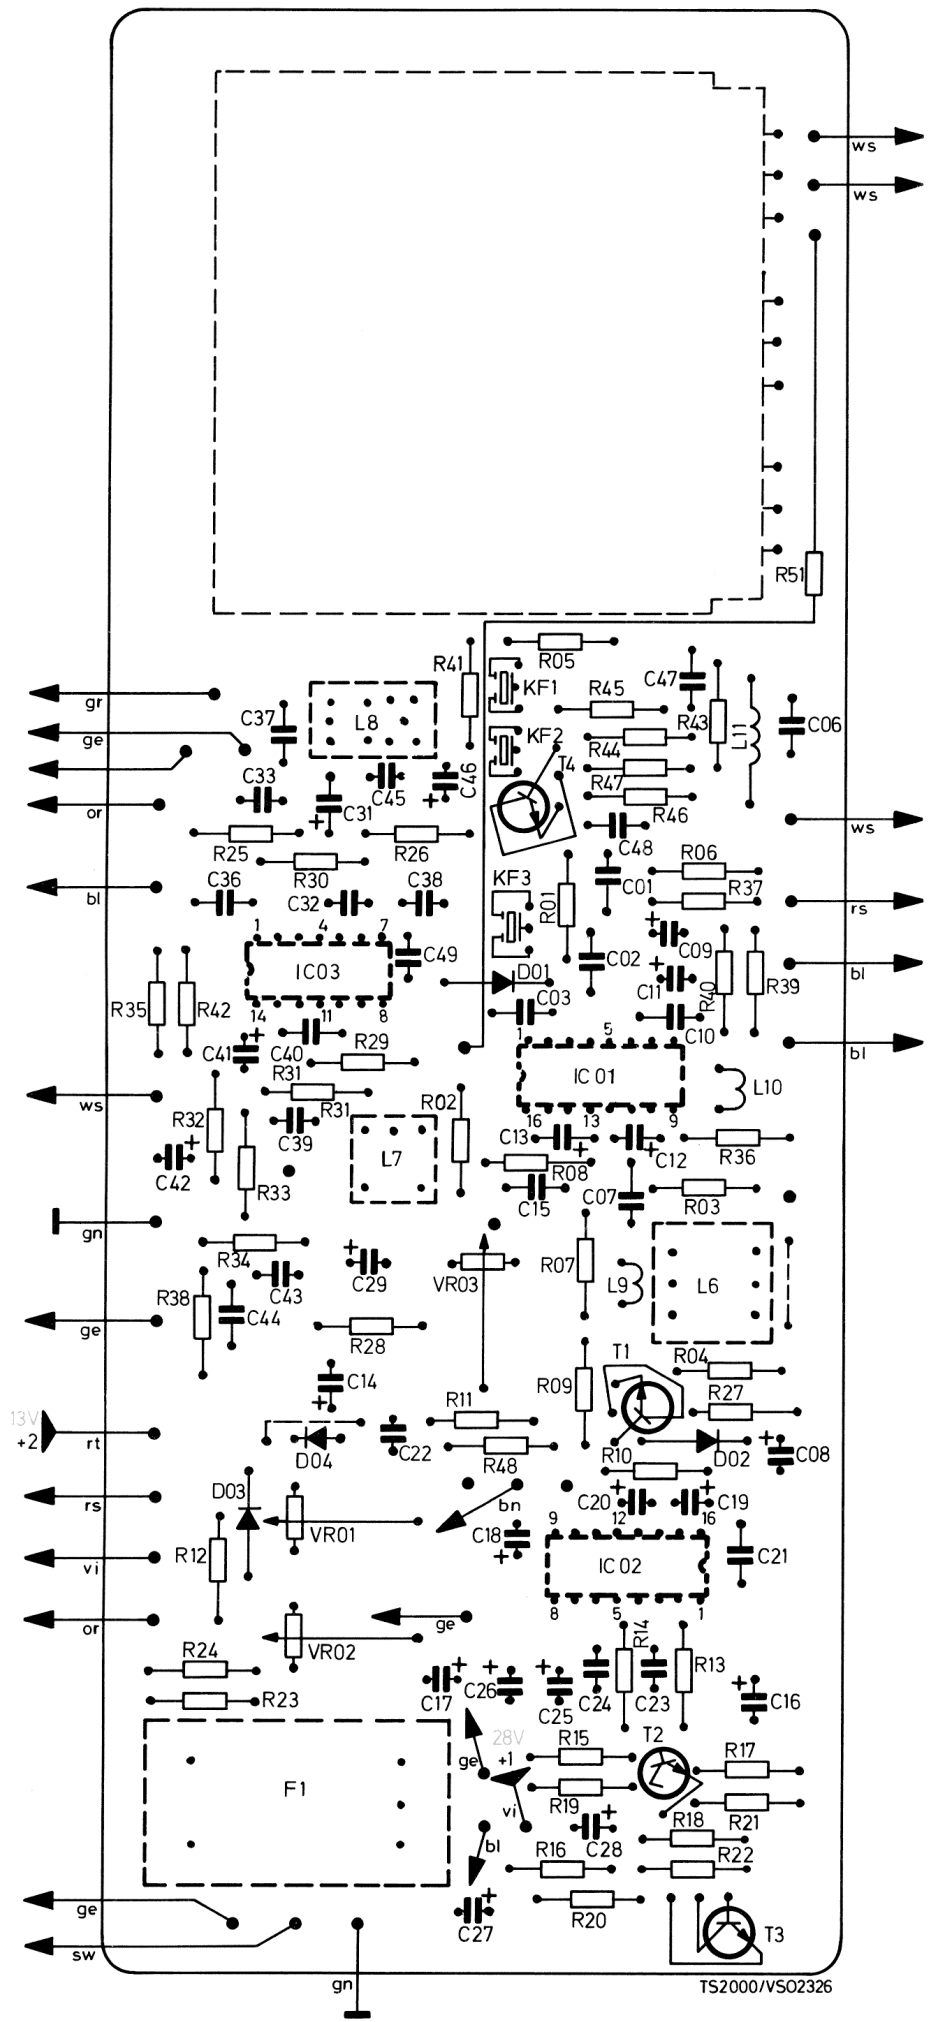 ws
ws
R51
R05
R41
KF1
C47
gr
R45
R43
L11
C06
C37
L8
ge
KF2
R44
T4
C33
C45
C46
R47
or
C31
R46
ws
R25
R26
C48
R30
R06
KF3
C01
bl
C36
C32
C38
R01
R37
rs
1 4 7
C09
C49
C02
IC03
D01
bl
C11
R40
R39
R35
R42
C03
14 11 8
C10
1 5
C41
C40
R29
bl
R31
IC 01
L10
ws
R31
R02
R32
16 13 9
C39
C13
L7
C12
R36
C42
R08
R33
C15
C07
R03
gn
R34
C29
VR03
R07
L9
L6
R38
C43
C44
ge
R28
T1
R04
C14
R09
13V
R11
R27
+2
rt
D04
C22
R48
D02
C08
R10
rs
D03
bn
C20
C19
VR01
C18
9 12 16
R12
IC 02
C21
vi
8 5 1
or
ge
R14
VR02
R24
R13
C17
C26
C25
C24
C23
C16
R23
28V
R15
T2
ge
+1
R17
F1
R19
vi
R21
R18
bl
C28
R16
R22
ge
C27
R20
T3
sw
gn
TS2000/VS02326